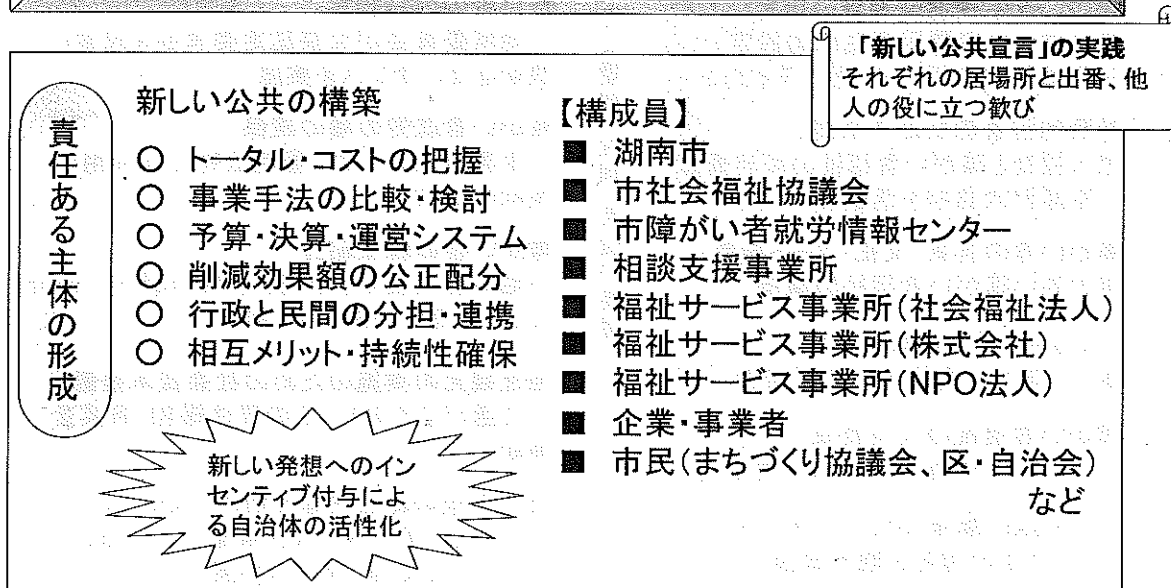 「新しい公共宣言」の実践
それぞれの居場所と出番、他
人の役に立つ歓び
責任ある主体の形成
新しい公共の構築
○ トータル・コストの把握
○ 事業手法の比較・検討
○ 予算・決算・運営システム
○ 削減効果額の公正配分
○ 行政と民間の分担・連携
○ 相互メリット・持続性確保
新しい発想へのイン
センティブ付与によ
る自治体の活性化
【構成員】
■ 湖南市
■ 市社会福祉協議会
■ 市障がい者就労情報センター
■ 相談支援事業所
■ 福祉サービス事業所(社会福祉法人)
■ 福祉サービス事業所(株式会社)
■ 福祉サービス事業所(NPO法人)
■ 企業・事業者
■ 市民(まちづくり協議会、区・自治会)
など